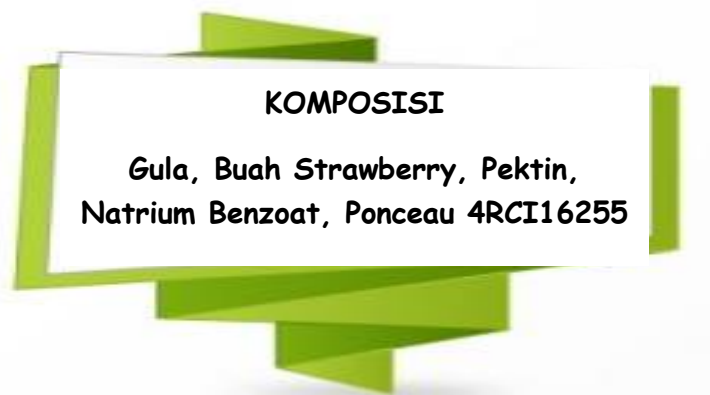 KOMPOSISI
Gula, Buah Strawberry, Pektin,
Natrium Benzoat, Ponceau 4RCI16255